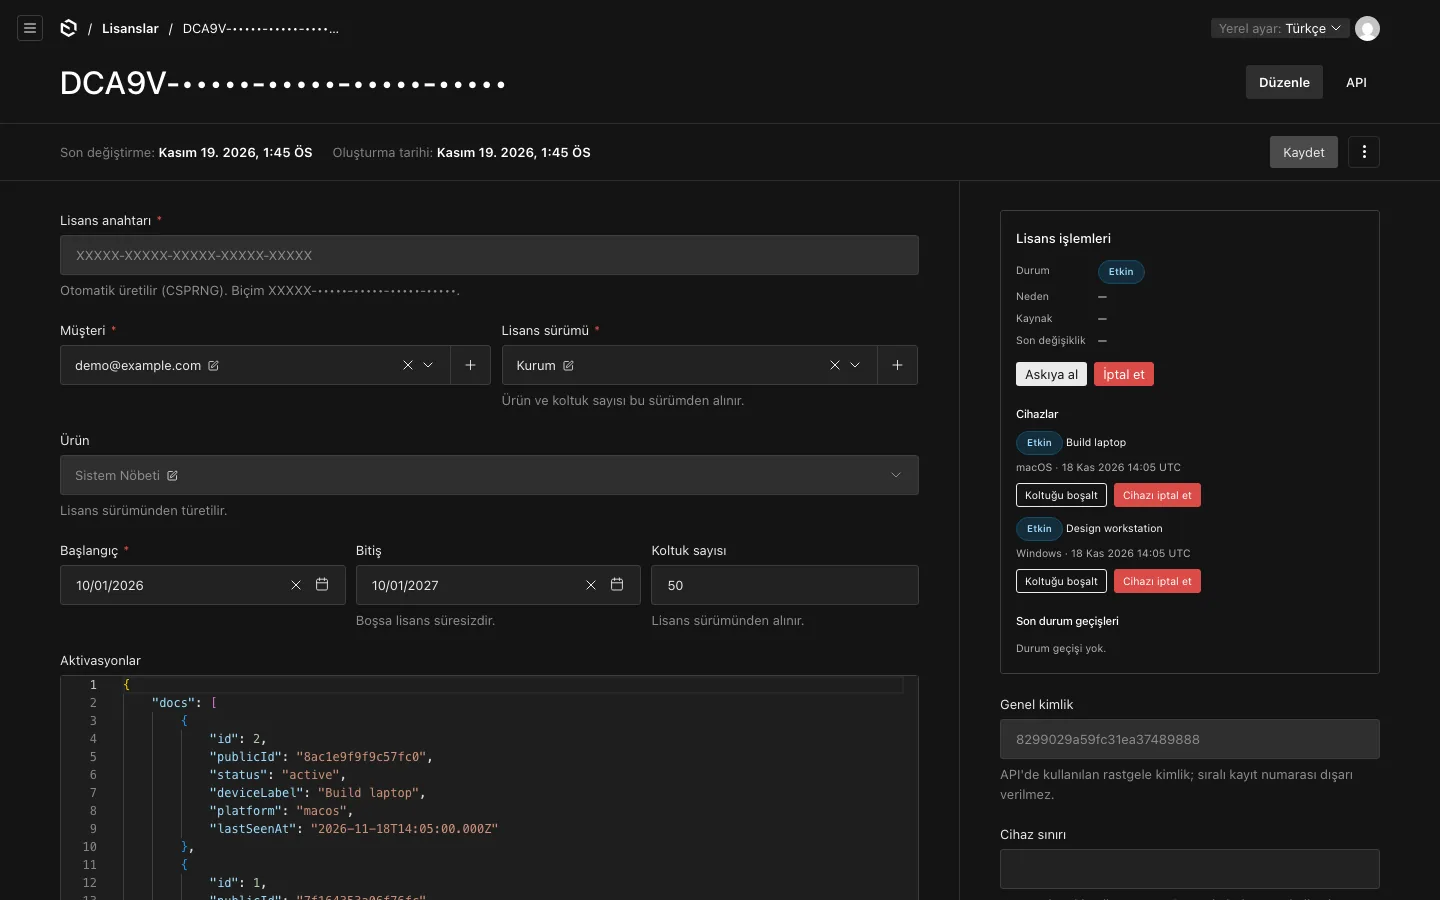 / Lisanslar / DCA9V-•••••-•••••-••••…
Yerel ayar: Türkçe
DCA9V-•••••-•••••-•••••-•••••
Düzenle
API
Son değiştirme: Kasım 19. 2026, 1:45 ÖS Oluşturma tarihi: Kasım 19. 2026, 1:45 ÖS
Kaydet
Lisans anahtarı *
XXXXX-XXXXX-XXXXX-XXXXX-XXXXX
Otomatik üretilir (CSPRNG). Biçim XXXXX-•••••-•••••-•••••-•••••.
Müşteri *
demo@example.com
Lisans sürümü *
Kurum
Ürün ve koltuk sayısı bu sürümden alınır.
Ürün
Sistem Nöbeti
Lisans sürümünden türetilir.
Başlangıç *
10/01/2026
Bitiş
10/01/2027
Boşsa lisans süresizdir.
Koltuk sayısı
50
Lisans sürümünden alınır.
Aktivasyonlar
1 {
2 "docs": [
3 {
4 "id": 2,
5 "publicId": "8ac1e9f9f9c57fc0",
6 "status": "active",
7 "deviceLabel": "Build laptop",
8 "platform": "macos",
9 "lastSeenAt": "2026-11-18T14:05:00.000Z"
10 },
11 {
12 "id": 1,
Lisans işlemleri
Durum Etkin
Neden —
Kaynak —
Son değişiklik —
Askıya al İptal et
Cihazlar
Etkin Build laptop
macOS · 18 Kas 2026 14:05 UTC
Koltuğu boşalt Cihazı iptal et
Etkin Design workstation
Windows · 18 Kas 2026 14:05 UTC
Koltuğu boşalt Cihazı iptal et
Son durum geçişleri
Durum geçişi yok.
Genel kimlik
8299029a59fc31ea37489888
API'de kullanılan rastgele kimlik; sıralı kayıt numarası dışarı
verilmez.
Cihaz sınırı